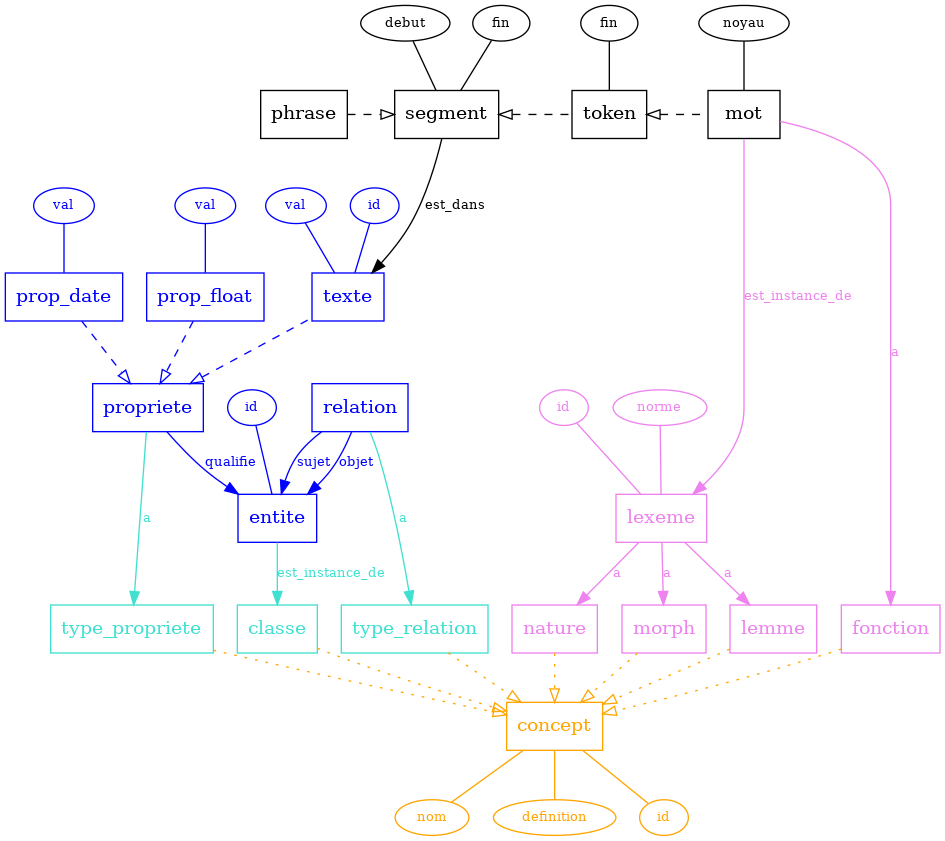 debut
fin
fin
noyau
phrase
segment
token
mot
val
val
val
id
est_dans
prop_date
prop_float
texte
est_instance_de
a
propriete
id
relation
id
norme
qualifie
sujet
objet
entite
lexeme
a
a
est_instance_de
a
a
a
type_propriete
classe
type_relation
nature
morph
lemme
fonction
concept
nom
definition
id